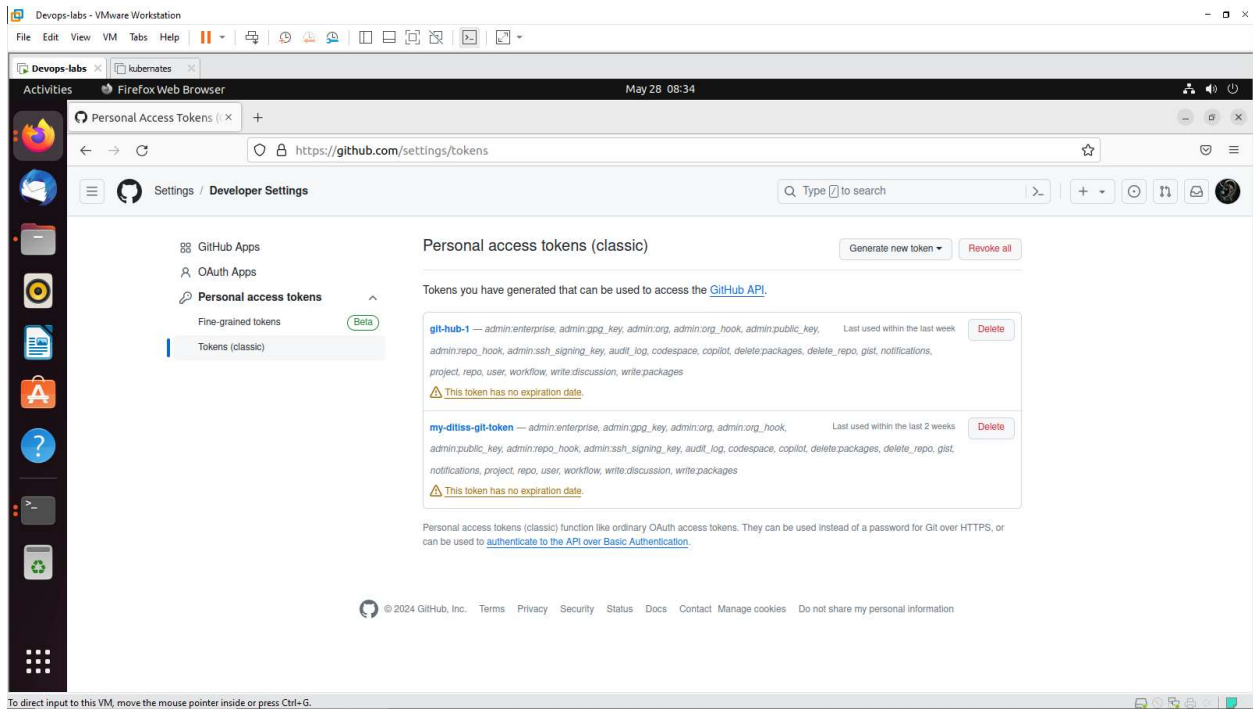 Devops-labs - VMware Workstation
File Edit View VM Tabs Help
Devops-labs kubernetes
Activities Firefox Web Browser May 28 08:34
Personal Access Tokens (
https://github.com/settings/tokens
Settings / Developer Settings Type / to search
GitHub Apps
OAuth Apps
Personal access tokens
Fine-grained tokens Beta
Tokens (classic)
Personal access tokens (classic) Generate new token Revoke all
Tokens you have generated that can be used to access the GitHub API.
git-hub-1 — admin:enterprise, admin:gpg_key, admin:org, admin:org_hook, admin:public_key, Last used within the last week Delete
admin:repo_hook, admin:ssh_signing_key, audit_log, codespace, copilot, delete:packages, delete_repo, gist, notifications,
project, repo, user, workflow, write:discussion, write:packages
This token has no expiration date.
my-ditiss-git-token — admin:enterprise, admin:gpg_key, admin:org, admin:org_hook, Last used within the last 2 weeks Delete
admin:public_key, admin:repo_hook, admin:ssh_signing_key, audit_log, codespace, copilot, delete:packages, delete_repo, gist,
notifications, project, repo, user, workflow, write:discussion, write:packages
This token has no expiration date.
Personal access tokens (classic) function like ordinary OAuth access tokens. They can be used instead of a password for Git over HTTPS, or
can be used to authenticate to the API over Basic Authentication.
© 2024 GitHub, Inc. Terms Privacy Security Status Docs Contact Manage cookies Do not share my personal information
To direct input to this VM, move the mouse pointer inside or press Ctrl+G.